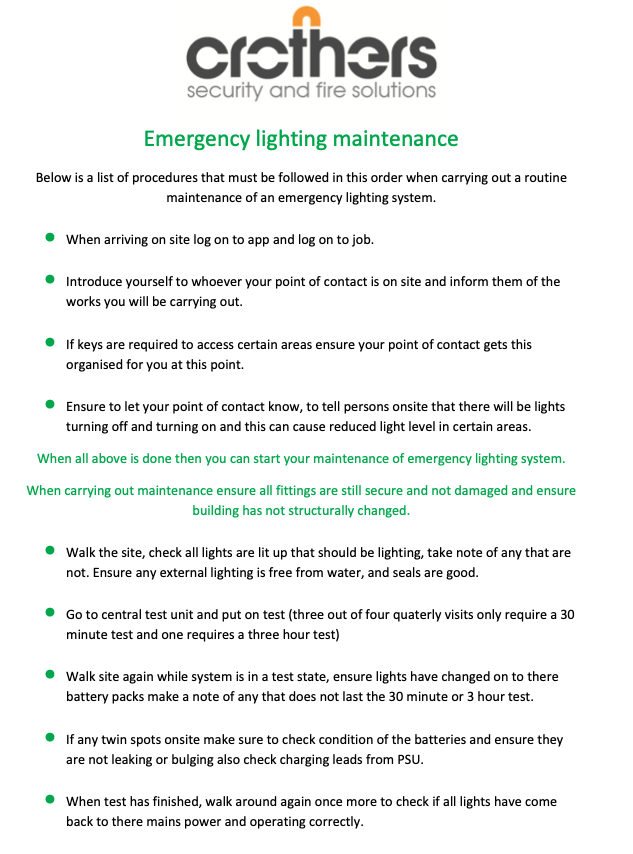 crothers
security and fire solutions
Emergency lighting maintenance
Below is a list of procedures that must be followed in this order when carrying out a routine
maintenance of an emergency lighting system.
When arriving on site log on to app and log on to job.
Introduce yourself to whoever your point of contact is on site and inform them of the
works you will be carrying out.
If keys are required to access certain areas ensure your point of contact gets this
organised for you at this point.
Ensure to let your point of contact know, to tell persons onsite that there will be lights
turning off and turning on and this can cause reduced light level in certain areas.
When all above is done then you can start your maintenance of emergency lighting system.
When carrying out maintenance ensure all fittings are still secure and not damaged and ensure
building has not structurally changed.
Walk the site, check all lights are lit up that should be lighting, take note of any that are
not. Ensure any external lighting is free from water, and seals are good.
Go to central test unit and put on test (three out of four quaterly visits only require a 30
minute test and one requires a three hour test)
Walk site again while system is in a test state, ensure lights have changed on to there
battery packs make a note of any that does not last the 30 minute or 3 hour test.
If any twin spots onsite make sure to check condition of the batteries and ensure they
are not leaking or bulging also check charging leads from PSU.
When test has finished, walk around again once more to check if all lights have come
back to there mains power and operating correctly.